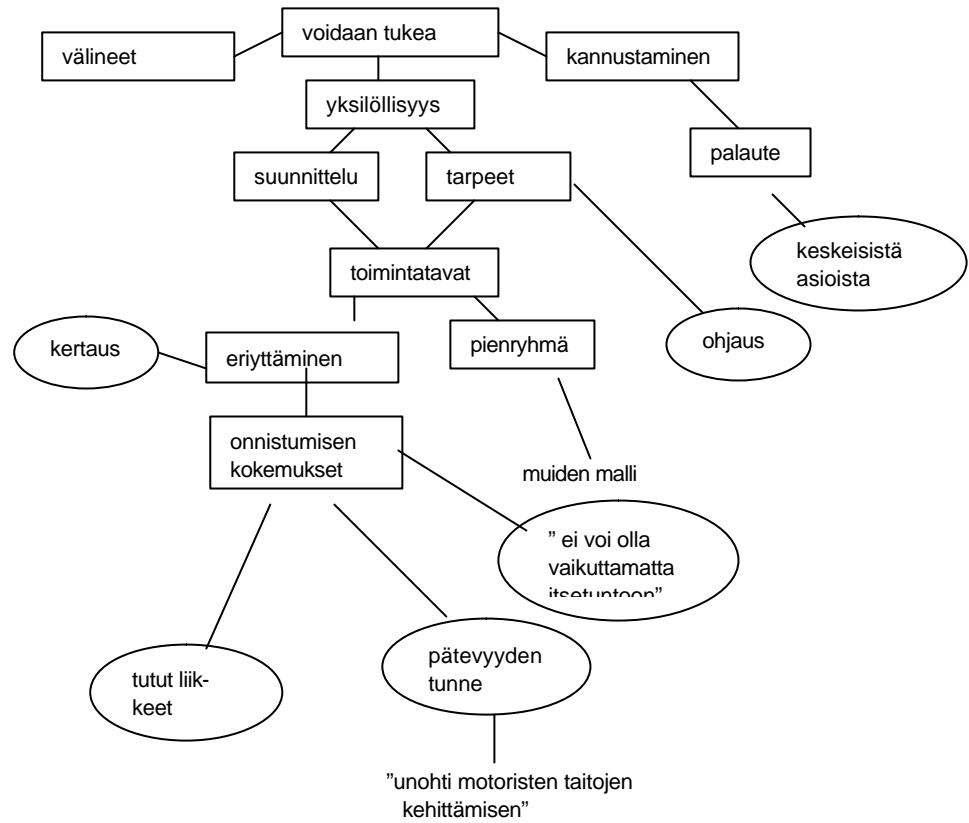 voidaan tukea
välineet
kannustaminen
yksilöllisyys
palaute
suunnittelu
tarpeet
keskeisistä
asioista
toimintatavat
kertaus
eriyttäminen
pienryhmä
ohjaus
onnistumisen
kokemukset
muiden malli
” ei voi olla
vaikuttamatta
itsetuntoon”
tutut liik-
keet
pätevyyden
tunne
”unohti motoristen taitojen
kehittämisen”